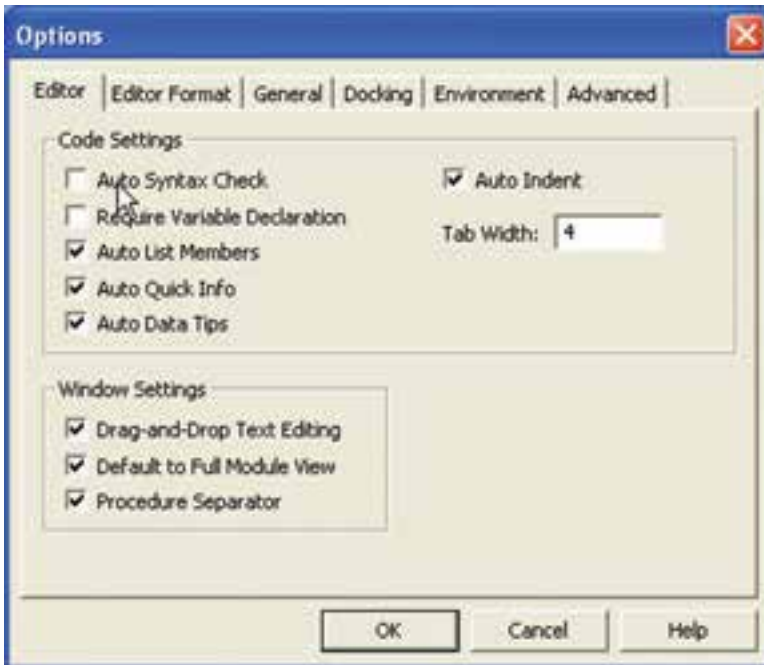 Options
Editor Editor Format General Docking Environment Advanced
Code Settings
Auto Syntax Check
Require Variable Declaration
Auto List Members
Auto Quick Info
Auto Data Tips
Auto Indent
Tab Width: 4
Window Settings
Drag-and-Drop Text Editing
Default to Full Module View
Procedure Separator
OK Cancel Help